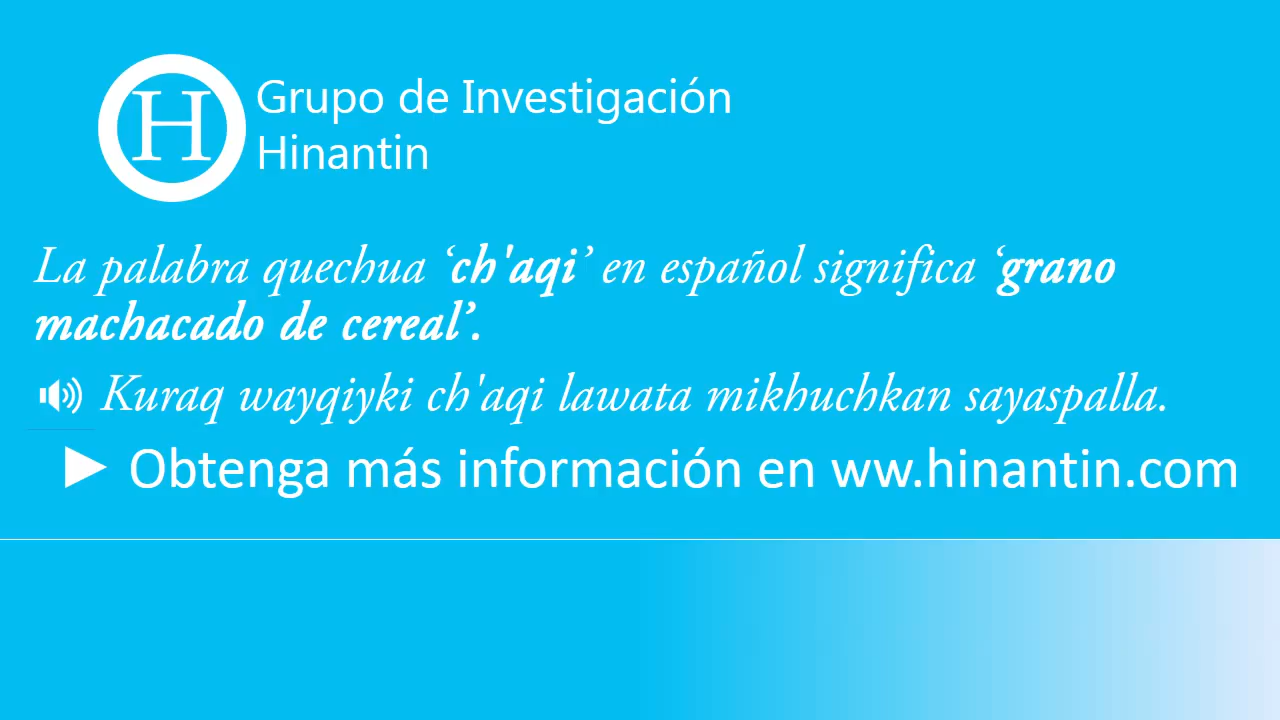 H
Grupo de Investigación
Hinantin
La palabra quechua ‘ch'aqi’ en español significa ‘grano
machacado de cereal’.
Kuraq wayqiyki ch'aqi lawata mikhuchkan sayaspalla.
► Obtenga más información en ww.hinantin.com